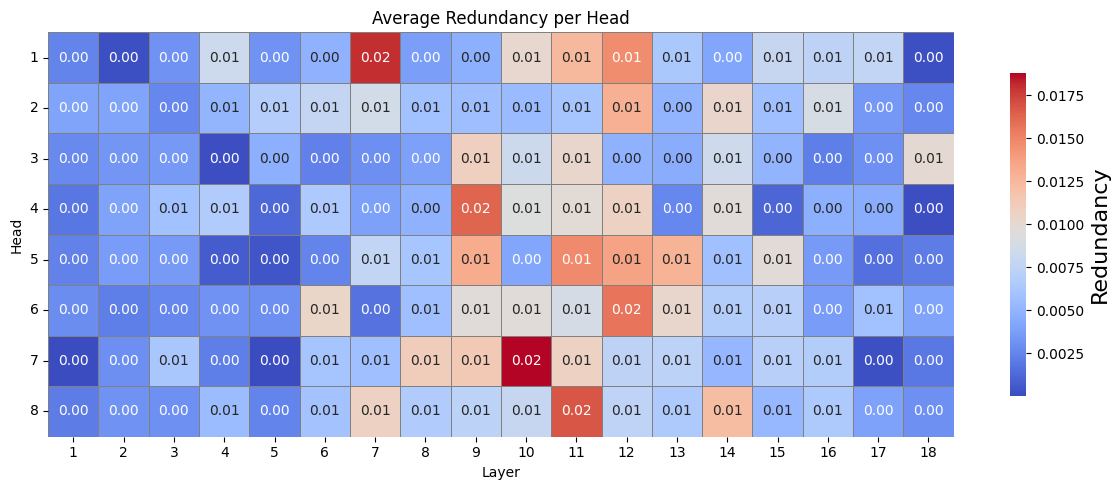 Average Redundancy per Head
1 0.00 0.00 0.00 0.01 0.00 0.00 0.02 0.00 0.00 0.01 0.01 0.01 0.01 0.00 0.01 0.01 0.01 0.00
2 0.00 0.00 0.00 0.01 0.01 0.01 0.01 0.01 0.01 0.01 0.01 0.01 0.00 0.01 0.01 0.01 0.00 0.00
3 0.00 0.00 0.00 0.00 0.00 0.00 0.00 0.00 0.01 0.01 0.01 0.00 0.00 0.01 0.00 0.00 0.00 0.01
4 0.00 0.00 0.01 0.01 0.00 0.01 0.00 0.00 0.02 0.01 0.01 0.01 0.00 0.01 0.00 0.00 0.00 0.00
5 0.00 0.00 0.00 0.00 0.00 0.00 0.01 0.01 0.01 0.00 0.01 0.01 0.01 0.01 0.01 0.00 0.00 0.00
6 0.00 0.00 0.00 0.00 0.00 0.01 0.00 0.01 0.01 0.01 0.01 0.02 0.01 0.01 0.01 0.00 0.01 0.00
7 0.00 0.00 0.01 0.00 0.00 0.01 0.01 0.01 0.01 0.02 0.01 0.01 0.01 0.01 0.01 0.01 0.00 0.00
8 0.00 0.00 0.00 0.01 0.00 0.01 0.01 0.01 0.01 0.01 0.02 0.01 0.01 0.01 0.01 0.01 0.00 0.00
1 2 3 4 5 6 7 8 9 10 11 12 13 14 15 16 17 18
Layer
Head
0.0175
0.0150
0.0125
0.0100
0.0075
0.0050
0.0025
Redundancy